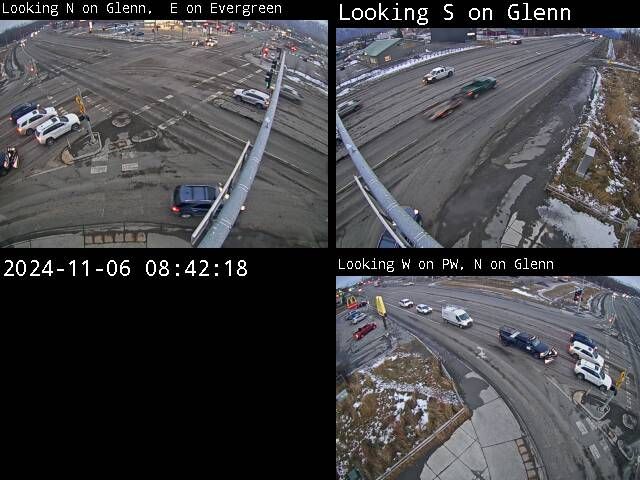 Looking N on Glenn,  E on Evergreen
Looking S on Glenn
2024-11-06 08:42:18
Looking W on PW, N on Glenn